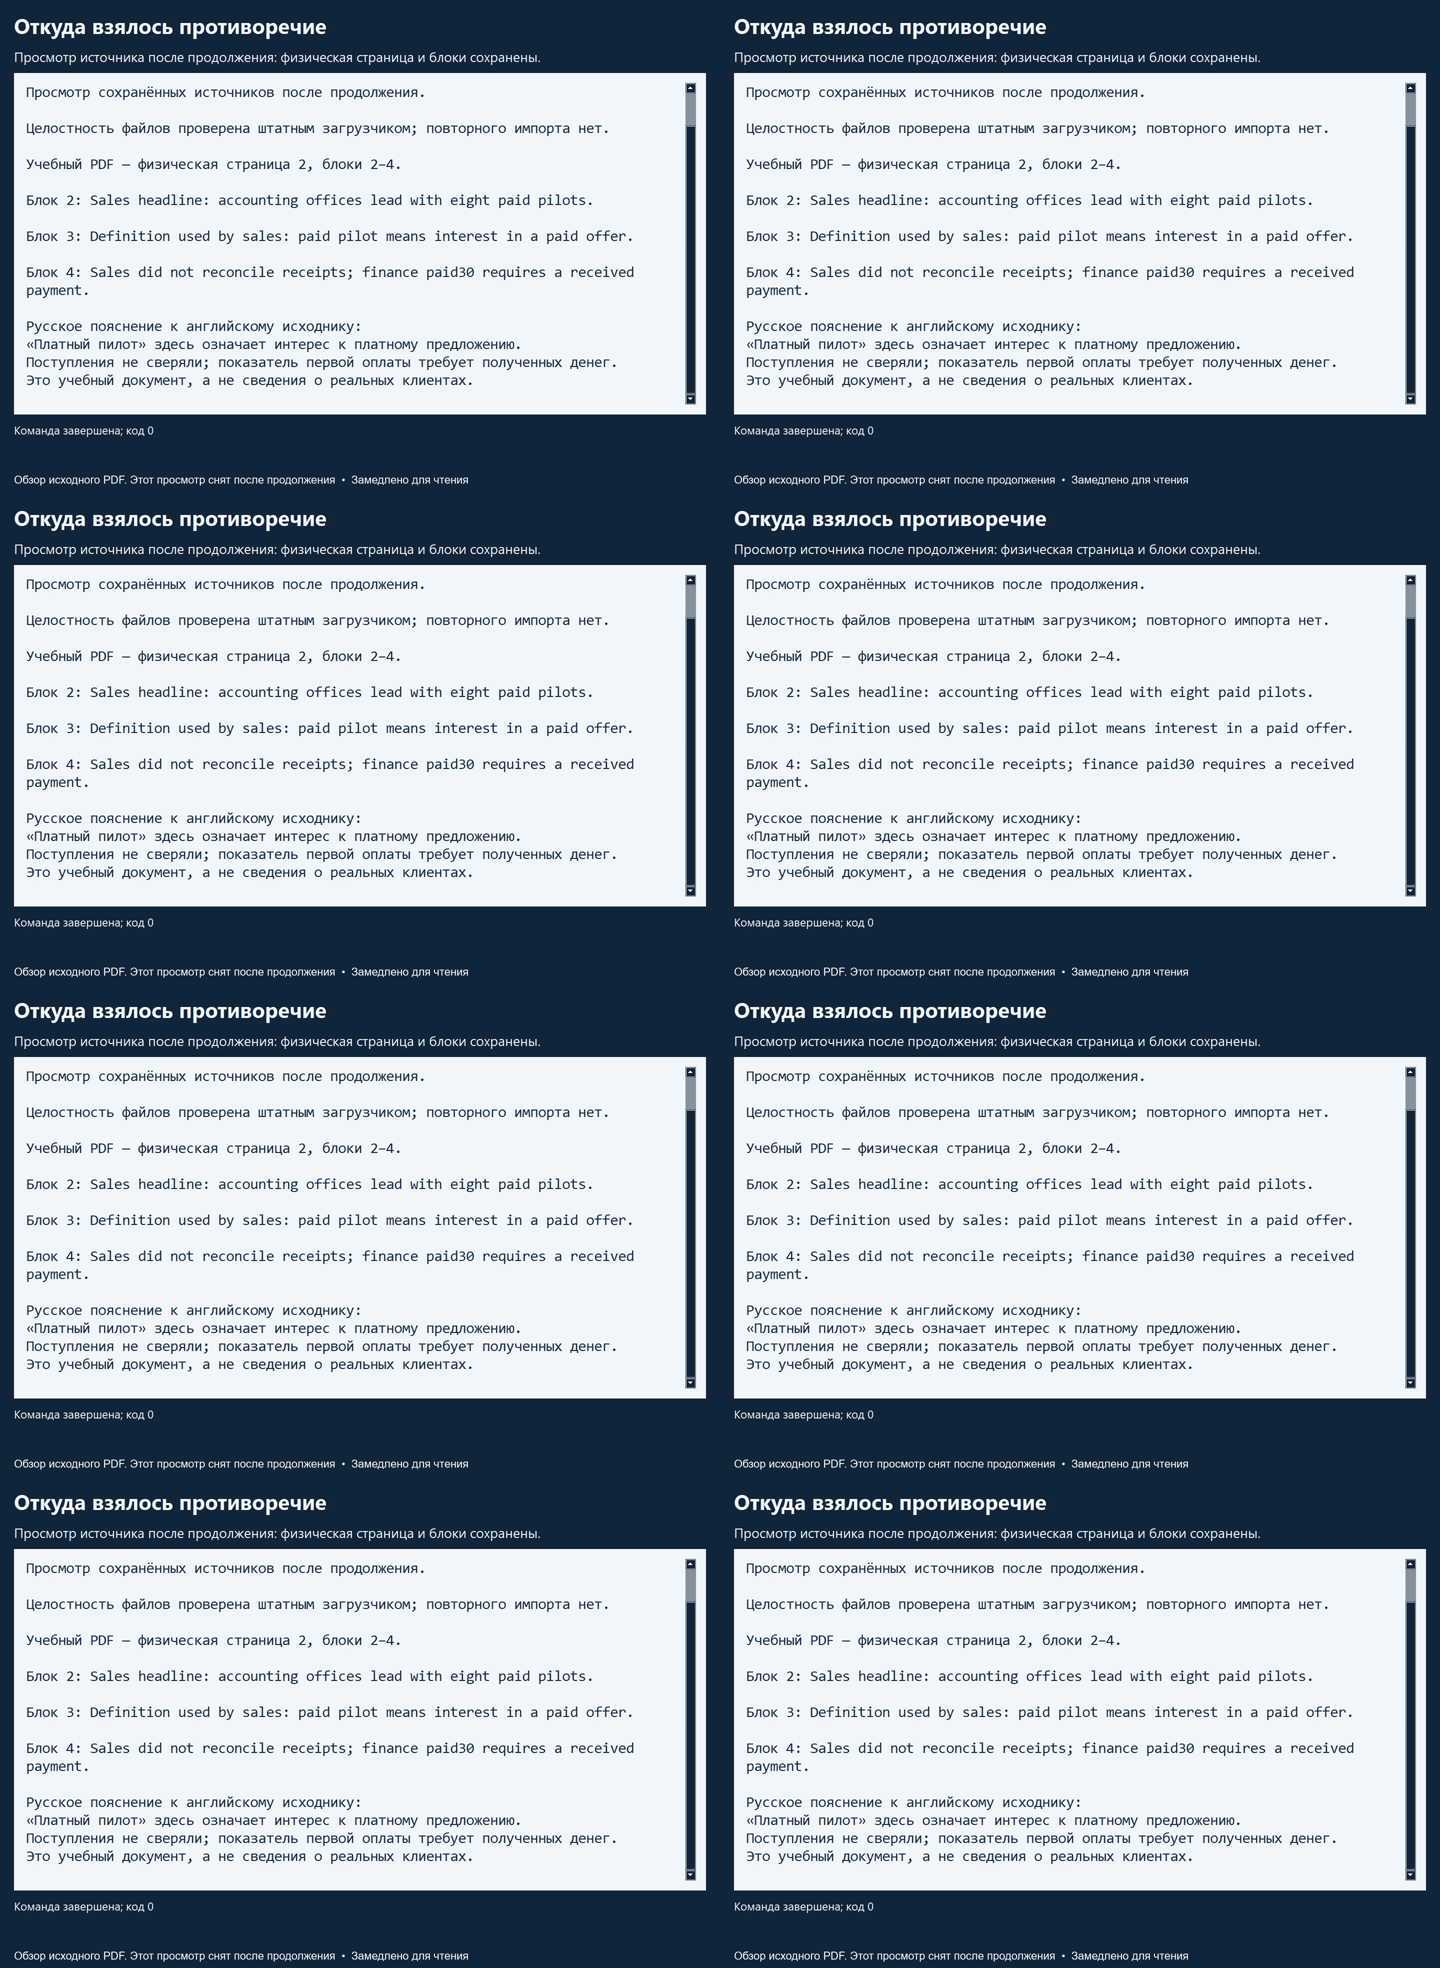 Откуда взялось противоречие
Просмотр источника после продолжения: физическая страница и блоки сохранены.
Просмотр сохранённых источников после продолжения.
Целостность файлов проверена штатным загрузчиком; повторного импорта нет.
Учебный PDF — физическая страница 2, блоки 2–4.
Блок 2: Sales headline: accounting offices lead with eight paid pilots.
Блок 3: Definition used by sales: paid pilot means interest in a paid offer.
Блок 4: Sales did not reconcile receipts; finance paid30 requires a received
payment.
Русское пояснение к английскому исходнику:
«Платный пилот» здесь означает интерес к платному предложению.
Поступления не сверяли; показатель первой оплаты требует полученных денег.
Это учебный документ, а не сведения о реальных клиентах.
Команда завершена; код 0
Обзор исходного PDF. Этот просмотр снят после продолжения • Замедлено для чтения
Откуда взялось противоречие
Просмотр источника после продолжения: физическая страница и блоки сохранены.
Просмотр сохранённых источников после продолжения.
Целостность файлов проверена штатным загрузчиком; повторного импорта нет.
Учебный PDF — физическая страница 2, блоки 2–4.
Блок 2: Sales headline: accounting offices lead with eight paid pilots.
Блок 3: Definition used by sales: paid pilot means interest in a paid offer.
Блок 4: Sales did not reconcile receipts; finance paid30 requires a received
payment.
Русское пояснение к английскому исходнику:
«Платный пилот» здесь означает интерес к платному предложению.
Поступления не сверяли; показатель первой оплаты требует полученных денег.
Это учебный документ, а не сведения о реальных клиентах.
Команда завершена; код 0
Обзор исходного PDF. Этот просмотр снят после продолжения • Замедлено для чтения
Откуда взялось противоречие
Просмотр источника после продолжения: физическая страница и блоки сохранены.
Просмотр сохранённых источников после продолжения.
Целостность файлов проверена штатным загрузчиком; повторного импорта нет.
Учебный PDF — физическая страница 2, блоки 2–4.
Блок 2: Sales headline: accounting offices lead with eight paid pilots.
Блок 3: Definition used by sales: paid pilot means interest in a paid offer.
Блок 4: Sales did not reconcile receipts; finance paid30 requires a received
payment.
Русское пояснение к английскому исходнику:
«Платный пилот» здесь означает интерес к платному предложению.
Поступления не сверяли; показатель первой оплаты требует полученных денег.
Это учебный документ, а не сведения о реальных клиентах.
Команда завершена; код 0
Обзор исходного PDF. Этот просмотр снят после продолжения • Замедлено для чтения
Откуда взялось противоречие
Просмотр источника после продолжения: физическая страница и блоки сохранены.
Просмотр сохранённых источников после продолжения.
Целостность файлов проверена штатным загрузчиком; повторного импорта нет.
Учебный PDF — физическая страница 2, блоки 2–4.
Блок 2: Sales headline: accounting offices lead with eight paid pilots.
Блок 3: Definition used by sales: paid pilot means interest in a paid offer.
Блок 4: Sales did not reconcile receipts; finance paid30 requires a received
payment.
Русское пояснение к английскому исходнику:
«Платный пилот» здесь означает интерес к платному предложению.
Поступления не сверяли; показатель первой оплаты требует полученных денег.
Это учебный документ, а не сведения о реальных клиентах.
Команда завершена; код 0
Обзор исходного PDF. Этот просмотр снят после продолжения • Замедлено для чтения
Откуда взялось противоречие
Просмотр источника после продолжения: физическая страница и блоки сохранены.
Просмотр сохранённых источников после продолжения.
Целостность файлов проверена штатным загрузчиком; повторного импорта нет.
Учебный PDF — физическая страница 2, блоки 2–4.
Блок 2: Sales headline: accounting offices lead with eight paid pilots.
Блок 3: Definition used by sales: paid pilot means interest in a paid offer.
Блок 4: Sales did not reconcile receipts; finance paid30 requires a received
payment.
Русское пояснение к английскому исходнику:
«Платный пилот» здесь означает интерес к платному предложению.
Поступления не сверяли; показатель первой оплаты требует полученных денег.
Это учебный документ, а не сведения о реальных клиентах.
Команда завершена; код 0
Обзор исходного PDF. Этот просмотр снят после продолжения • Замедлено для чтения
Откуда взялось противоречие
Просмотр источника после продолжения: физическая страница и блоки сохранены.
Просмотр сохранённых источников после продолжения.
Целостность файлов проверена штатным загрузчиком; повторного импорта нет.
Учебный PDF — физическая страница 2, блоки 2–4.
Блок 2: Sales headline: accounting offices lead with eight paid pilots.
Блок 3: Definition used by sales: paid pilot means interest in a paid offer.
Блок 4: Sales did not reconcile receipts; finance paid30 requires a received
payment.
Русское пояснение к английскому исходнику:
«Платный пилот» здесь означает интерес к платному предложению.
Поступления не сверяли; показатель первой оплаты требует полученных денег.
Это учебный документ, а не сведения о реальных клиентах.
Команда завершена; код 0
Обзор исходного PDF. Этот просмотр снят после продолжения • Замедлено для чтения
Откуда взялось противоречие
Просмотр источника после продолжения: физическая страница и блоки сохранены.
Просмотр сохранённых источников после продолжения.
Целостность файлов проверена штатным загрузчиком; повторного импорта нет.
Учебный PDF — физическая страница 2, блоки 2–4.
Блок 2: Sales headline: accounting offices lead with eight paid pilots.
Блок 3: Definition used by sales: paid pilot means interest in a paid offer.
Блок 4: Sales did not reconcile receipts; finance paid30 requires a received
payment.
Русское пояснение к английскому исходнику:
«Платный пилот» здесь означает интерес к платному предложению.
Поступления не сверяли; показатель первой оплаты требует полученных денег.
Это учебный документ, а не сведения о реальных клиентах.
Команда завершена; код 0
Обзор исходного PDF. Этот просмотр снят после продолжения • Замедлено для чтения
Откуда взялось противоречие
Просмотр источника после продолжения: физическая страница и блоки сохранены.
Просмотр сохранённых источников после продолжения.
Целостность файлов проверена штатным загрузчиком; повторного импорта нет.
Учебный PDF — физическая страница 2, блоки 2–4.
Блок 2: Sales headline: accounting offices lead with eight paid pilots.
Блок 3: Definition used by sales: paid pilot means interest in a paid offer.
Блок 4: Sales did not reconcile receipts; finance paid30 requires a received
payment.
Русское пояснение к английскому исходнику:
«Платный пилот» здесь означает интерес к платному предложению.
Поступления не сверяли; показатель первой оплаты требует полученных денег.
Это учебный документ, а не сведения о реальных клиентах.
Команда завершена; код 0
Обзор исходного PDF. Этот просмотр снят после продолжения • Замедлено для чтения